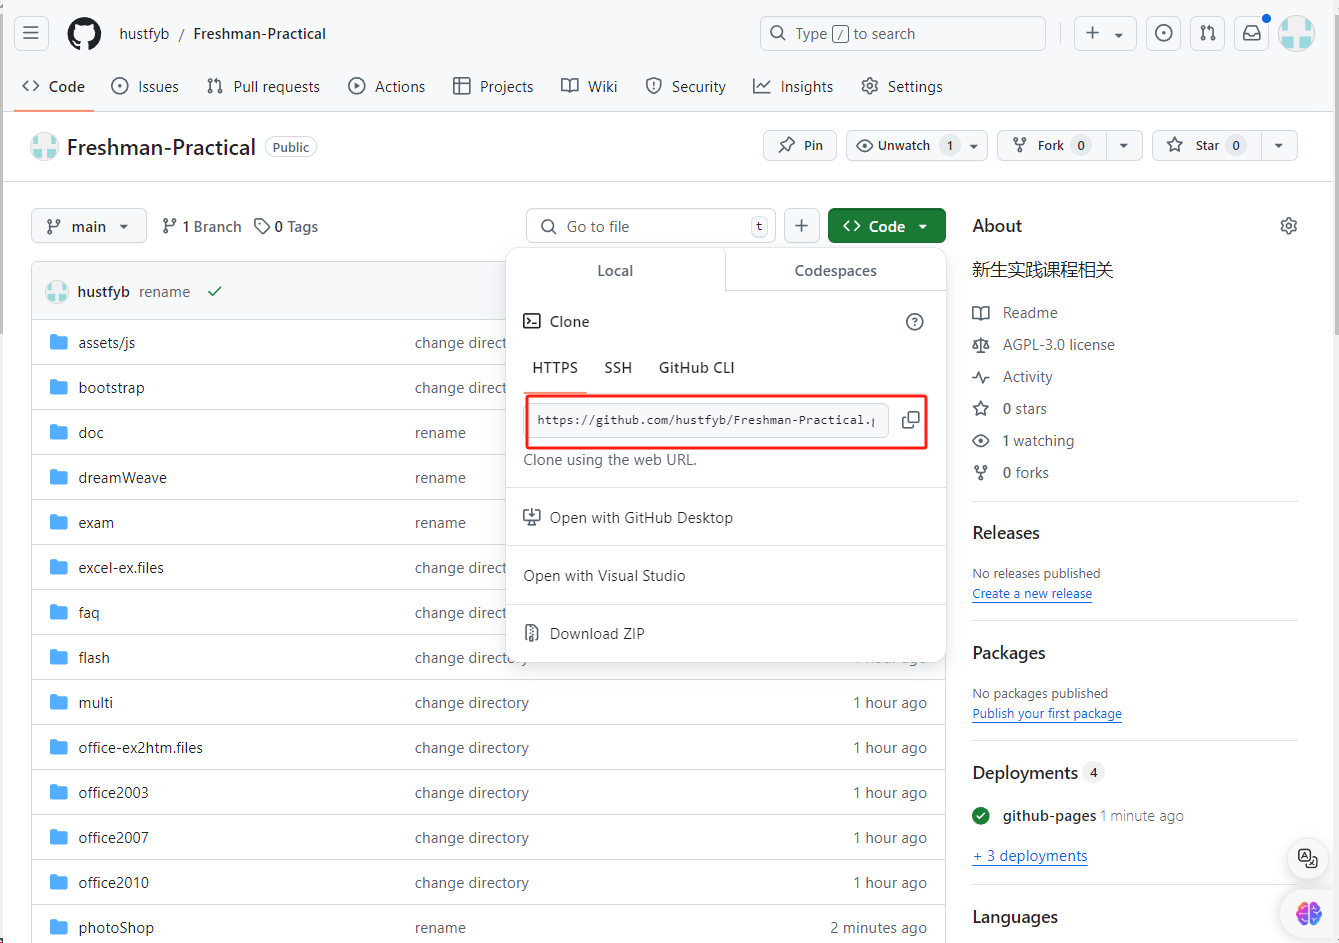 hustfyb / Freshman-Practical
Type / to search
Code Issues Pull requests Actions Projects Wiki Security Insights Settings
Freshman-Practical Public
Pin Unwatch 1 Fork 0 Star 0
main 1 Branch 0 Tags
Go to file t
Code
hustfyb rename
assets/js change direct
bootstrap change direct
doc rename
dreamWeave rename
exam rename
excel-ex.files change direct
faq change direct
flash change directory
multi change directory 1 hour ago
office-ex2htm.files change directory 1 hour ago
office2003 change directory 1 hour ago
office2007 change directory 1 hour ago
office2010 change directory 1 hour ago
photoShop rename 2 minutes ago
Local Codespaces
Clone
HTTPS SSH GitHub CLI
https://github.com/hustfyb/Freshman-Practical.g
Clone using the web URL.
Open with GitHub Desktop
Open with Visual Studio
Download ZIP
About
新生实践课程相关
Readme
AGPL-3.0 license
Activity
0 stars
1 watching
0 forks
Releases
No releases published
Create a new release
Packages
No packages published
Publish your first package
Deployments 4
github-pages 1 minute ago
+ 3 deployments
Languages